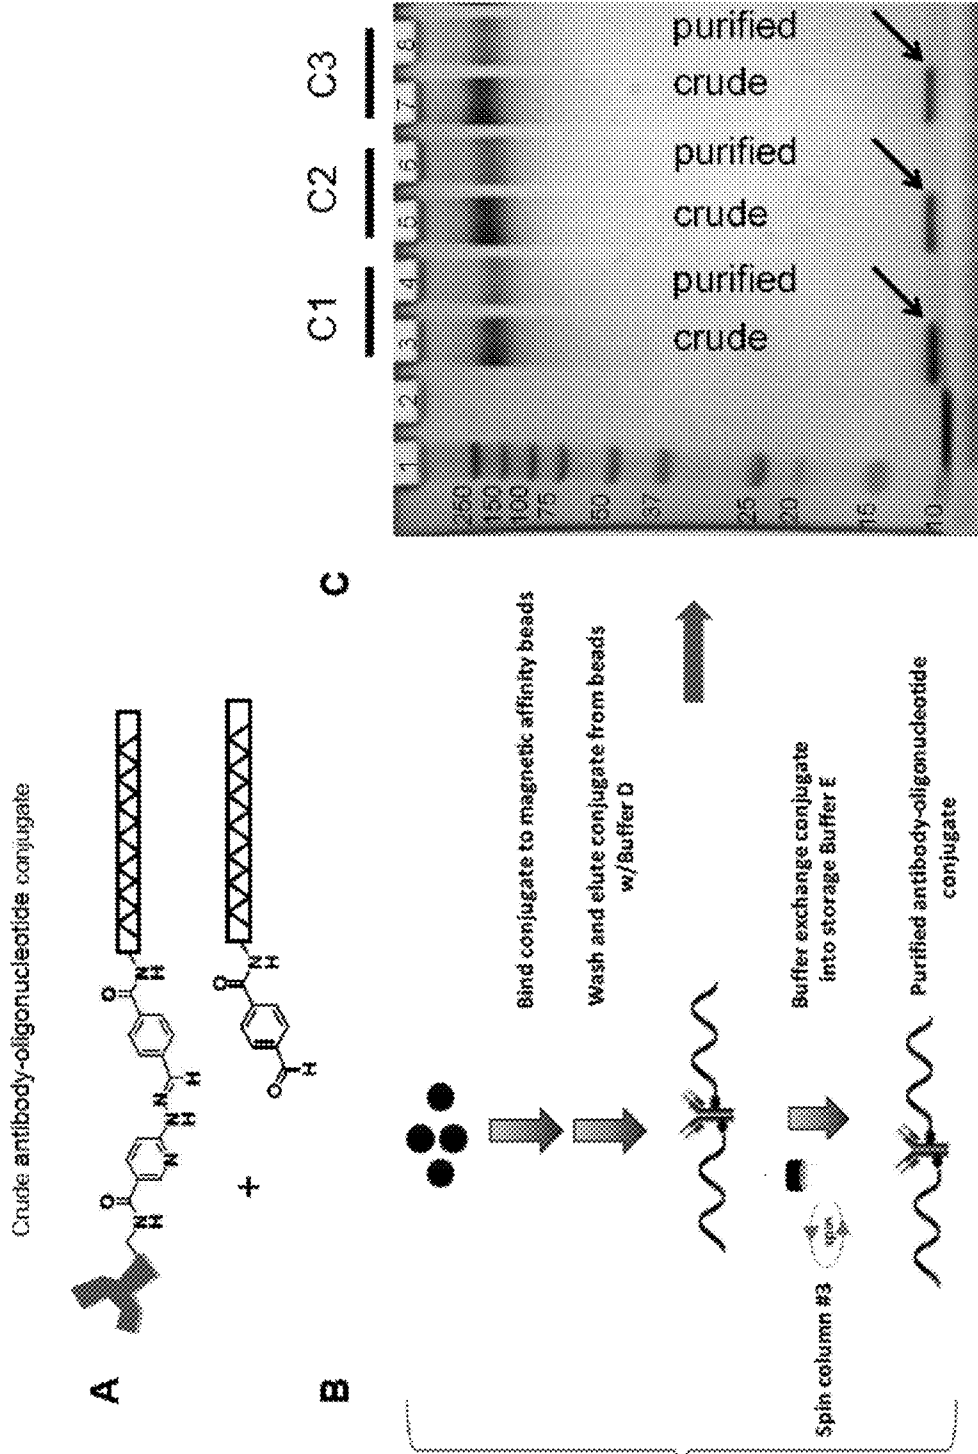 Crude antibody-oligonucleotide conjugate
A
O
N
H
N
N
H
N
H
O
N
H
+
O
H
O
N
H
B
Bind conjugate to magnetic affinity beads
Wash and elute conjugate from beads
w/Buffer D
Spin column #3
spin
Buffer exchange conjugate
into storage Buffer E
Purified antibody-oligonucleotide
conjugate
C
C1
C2
C3
1
2
3
4
5
6
7
8
250
150
100
75
50
37
25
20
15
10
crude
purified
crude
purified
crude
purified